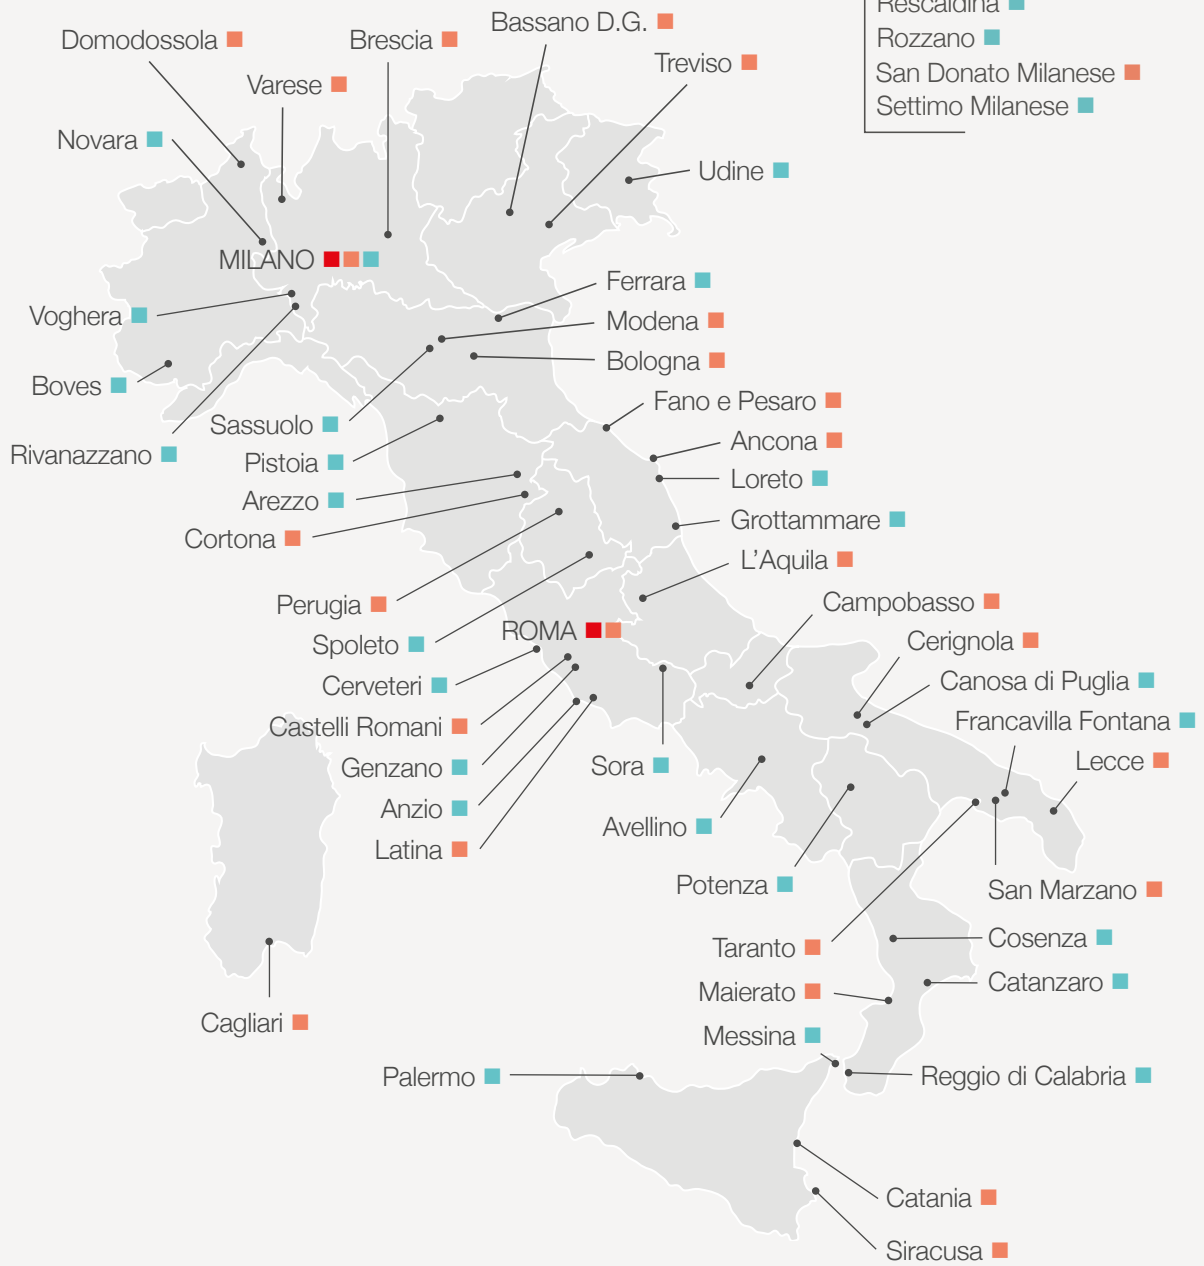 Rescaldina
Rozzano
San Donato Milanese
Settimo Milanese
Bassano D.G.
Domodossola
Brescia
Treviso
Varese
Novara
Udine
MILANO
Ferrara
Voghera
Modena
Bologna
Boves
Fano e Pesaro
Sassuolo
Ancona
Rivanazzano
Pistoia
Loreto
Arezzo
Grottammare
Cortona
L'Aquila
Perugia
Campobasso
ROMA
Spoleto
Cerignola
Cerveteri
Canosa di Puglia
Castelli Romani
Francavilla Fontana
Genzano
Sora
Lecce
Anzio
Avellino
Latina
Potenza
San Marzano
Taranto
Cosenza
Maierato
Catanzaro
Cagliari
Messina
Palermo
Reggio di Calabria
Catania
Siracusa